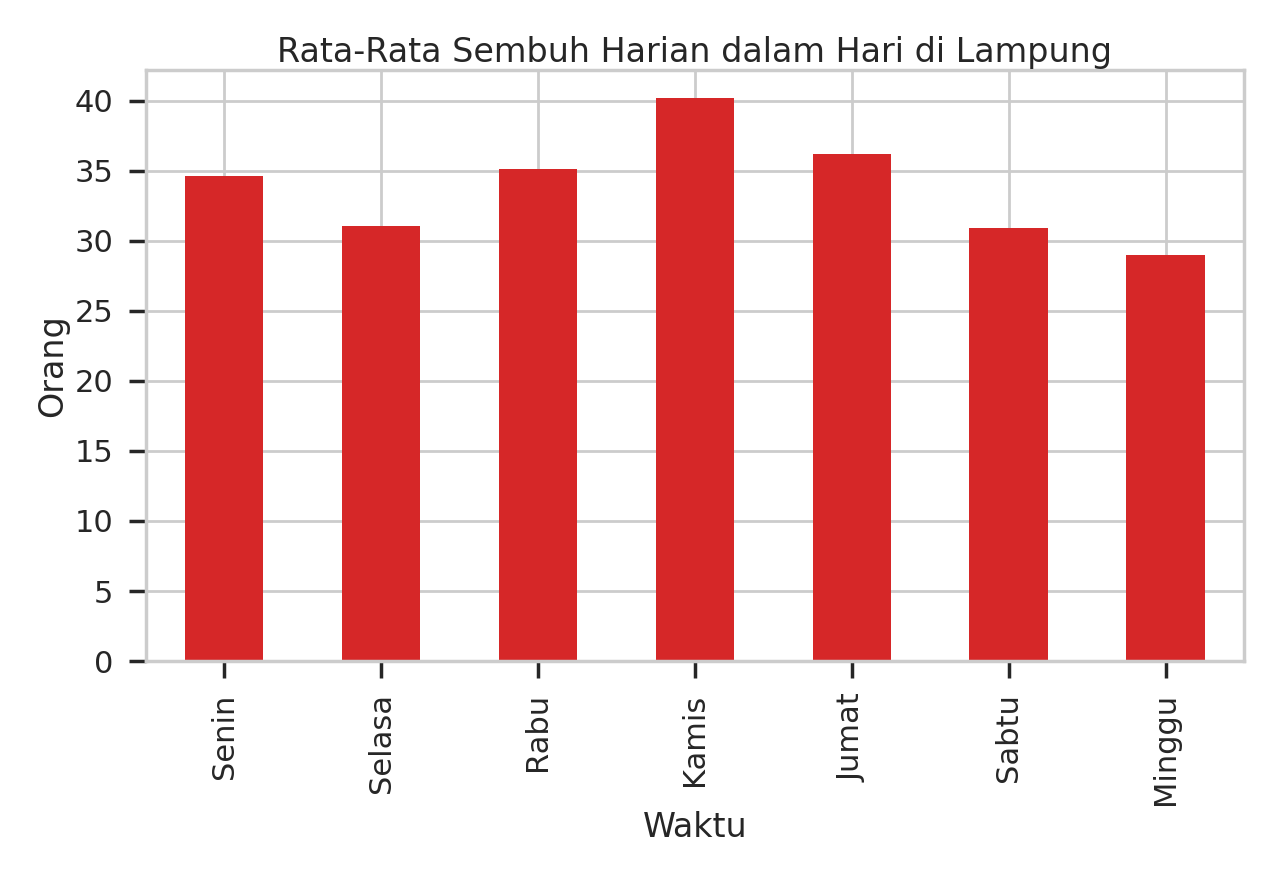 Rata-Rata Sembuh Harian dalam Hari di Lampung
Orang
40
35
30
25
20
15
10
5
0
Senin
Selasa
Rabu
Kamis
Jumat
Sabtu
Minggu
Waktu